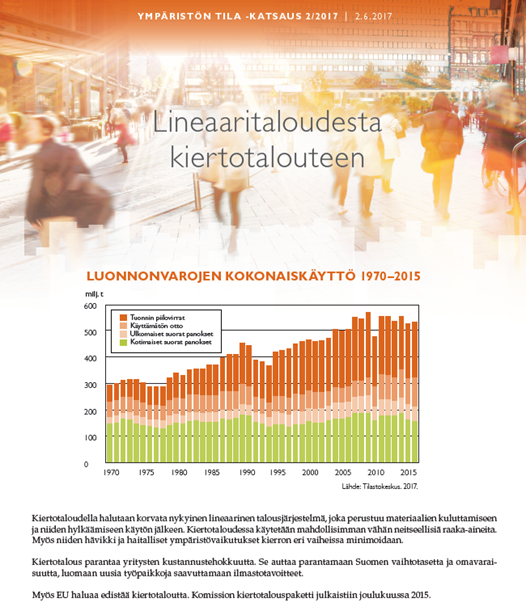 YMPÄRISTÖN TILA -KATSAUS 2/2017 | 2.6.2017
Lineaaritaloudesta
kiertotalouteen
LUONNONVAROJEN KOKONAISKÄYTTÖ 1970–2015
milj. t
600
500
400
300
200
100
0
Tuonnin piilovirrat
Käyttämätön otto
Ulkomaiset suorat panokset
Kotimaiset suorat panokset
1970 1975 1980 1985 1990 1995 2000 2005 2010 2015
Lähde: Tilastokeskus. 2017.
Kiertotaloudella halutaan korvata nykyinen lineaarinen talousjärjestelmä, joka perustuu materiaalien kuluttamiseen
ja niiden hylkäämiseen käytön jälkeen. Kiertotaloudessa käytetään mahdollisimman vähän neitseellisiä raaka-aineita.
Myös niiden hävikki ja haitalliset ympäristövaikutukset kierron eri vaiheissa minimoidaan.
Kiertotalous parantaa yritysten kustannustehokkuutta. Se auttaa parantamaan Suomen vaihtotasetta ja omavarai-
suutta, luomaan uusia työpaikkoja saavuttamaan ilmastotavoitteet.
Myös EU haluaa edistää kiertotaloutta. Komission kiertotalouspaketti julkaistiin joulukuussa 2015.